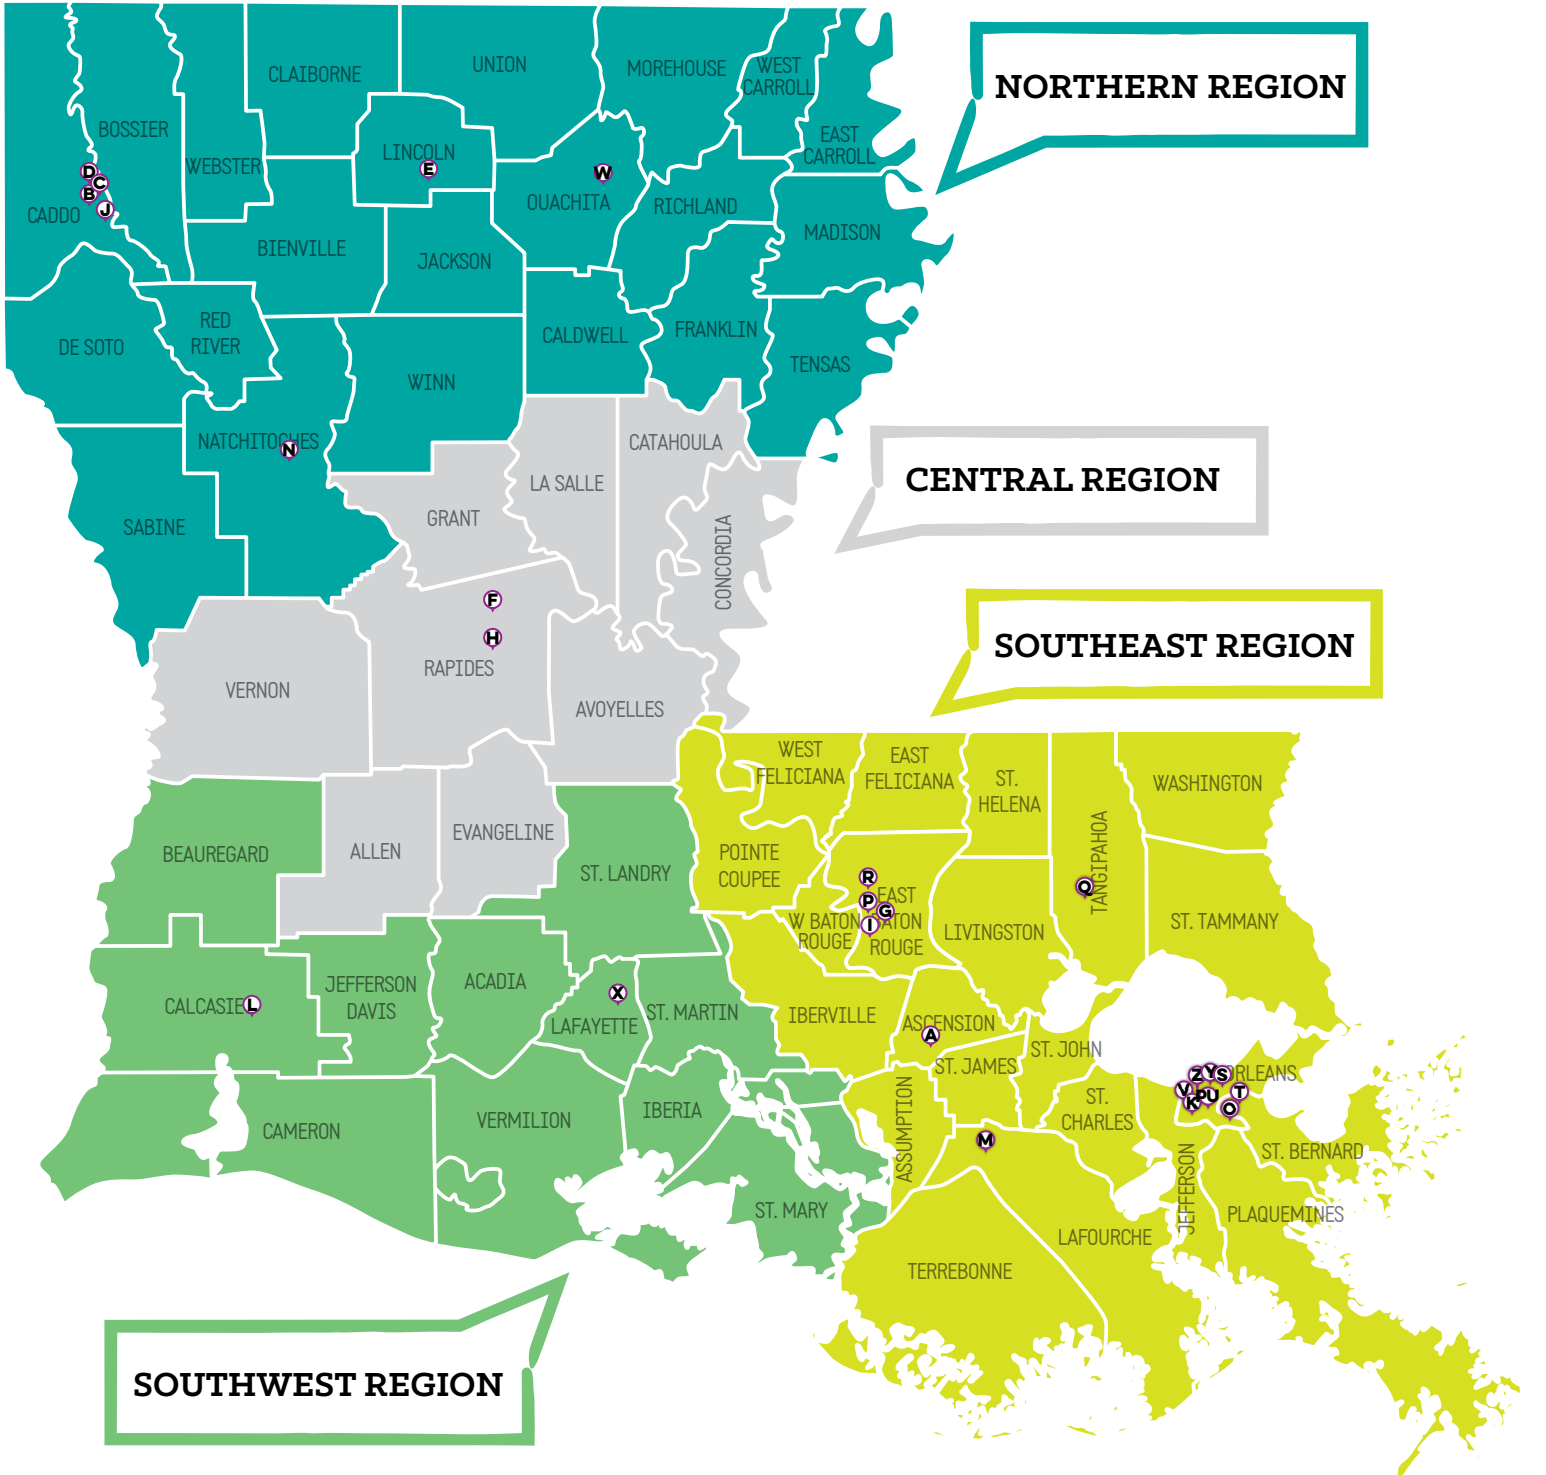 NORTHERN REGION
CLAIBORNE
UNION
MOREHOUSE
WEST
CARROLL
BOSSIER
WEBSTER
LINCOLN
EAST
CARROLL
D
C
B
J
E
W
CADDO
OUACHITA
RICHLAND
MADISON
BIENVILLE
JACKSON
RED
RIVER
DE SOTO
CALDWELL
FRANKLIN
TENSAS
WINN
NATCHITOCHES
N
CATAHOULA
CENTRAL REGION
LA SALLE
SABINE
GRANT
CONCORDIA
F
H
SOUTHEAST REGION
RAPIDES
VERNON
AVOYELLES
WEST
FELICIANA
EAST
FELICIANA
ST.
HELENA
WASHINGTON
TANGIPAHOA
BEAUREGARD
ALLEN
EVANGELINE
ST. LANDRY
POINTE
COUPEE
R
P
G
I
Q
EAST
BATON
ROUGE
W BATON
ROUGE
LIVINGSTON
ST. TAMMANY
CALCASIE
L
JEFFERSON
DAVIS
ACADIA
X
LAFAYETTE
ST. MARTIN
IBERVILLE
ASCENSION
A
ST. JAMES
ST. JOHN
Z
Y
S
ORLEANS
V
K
P
U
T
O
CAMERON
VERMILION
IBERIA
ASSUMPTION
ST.
CHARLES
M
JEFFERSON
ST. BERNARD
ST. MARY
PLAQUEMINES
LAFOURCHE
TERREBONNE
SOUTHWEST REGION